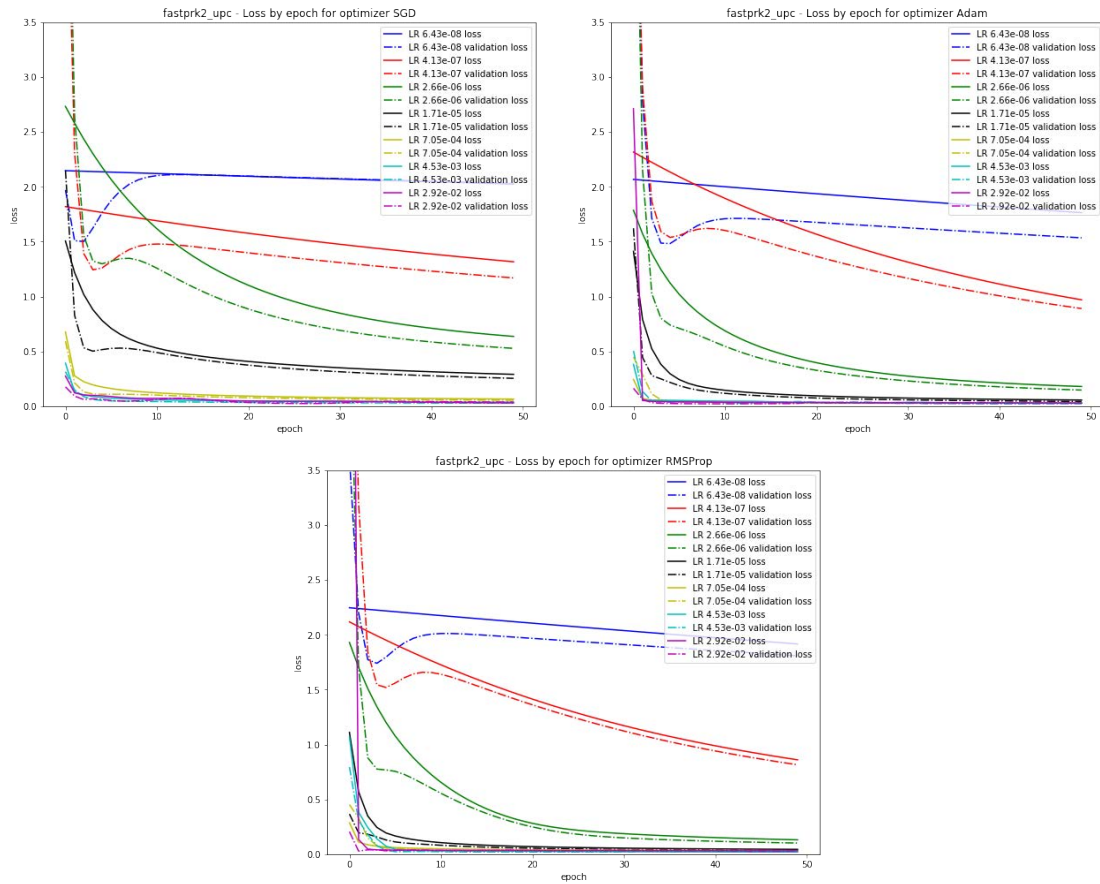 fastprk2_upc - Loss by epoch for optimizer SGD
3.5
3.0
2.5
2.0
1.5
1.0
0.5
0.0
loss
0
10
20
30
40
50
epoch
LR 6.43e-08 loss
LR 6.43e-08 validation loss
LR 4.13e-07 loss
LR 4.13e-07 validation loss
LR 2.66e-06 loss
LR 2.66e-06 validation loss
LR 1.71e-05 loss
LR 1.71e-05 validation loss
LR 7.05e-04 loss
LR 7.05e-04 validation loss
LR 4.53e-03 loss
LR 4.53e-03 validation loss
LR 2.92e-02 loss
LR 2.92e-02 validation loss
fastprk2_upc - Loss by epoch for optimizer Adam
3.5
3.0
2.5
2.0
1.5
1.0
0.5
0.0
loss
0
10
20
30
40
50
epoch
LR 6.43e-08 loss
LR 6.43e-08 validation loss
LR 4.13e-07 loss
LR 4.13e-07 validation loss
LR 2.66e-06 loss
LR 2.66e-06 validation loss
LR 1.71e-05 loss
LR 1.71e-05 validation loss
LR 7.05e-04 loss
LR 7.05e-04 validation loss
LR 4.53e-03 loss
LR 4.53e-03 validation loss
LR 2.92e-02 loss
LR 2.92e-02 validation loss
fastprk2_upc - Loss by epoch for optimizer RMSProp
3.5
3.0
2.5
2.0
1.5
1.0
0.5
0.0
loss
0
10
20
30
40
50
epoch
LR 6.43e-08 loss
LR 6.43e-08 validation loss
LR 4.13e-07 loss
LR 4.13e-07 validation loss
LR 2.66e-06 loss
LR 2.66e-06 validation loss
LR 1.71e-05 loss
LR 1.71e-05 validation loss
LR 7.05e-04 loss
LR 7.05e-04 validation loss
LR 4.53e-03 loss
LR 4.53e-03 validation loss
LR 2.92e-02 loss
LR 2.92e-02 validation loss